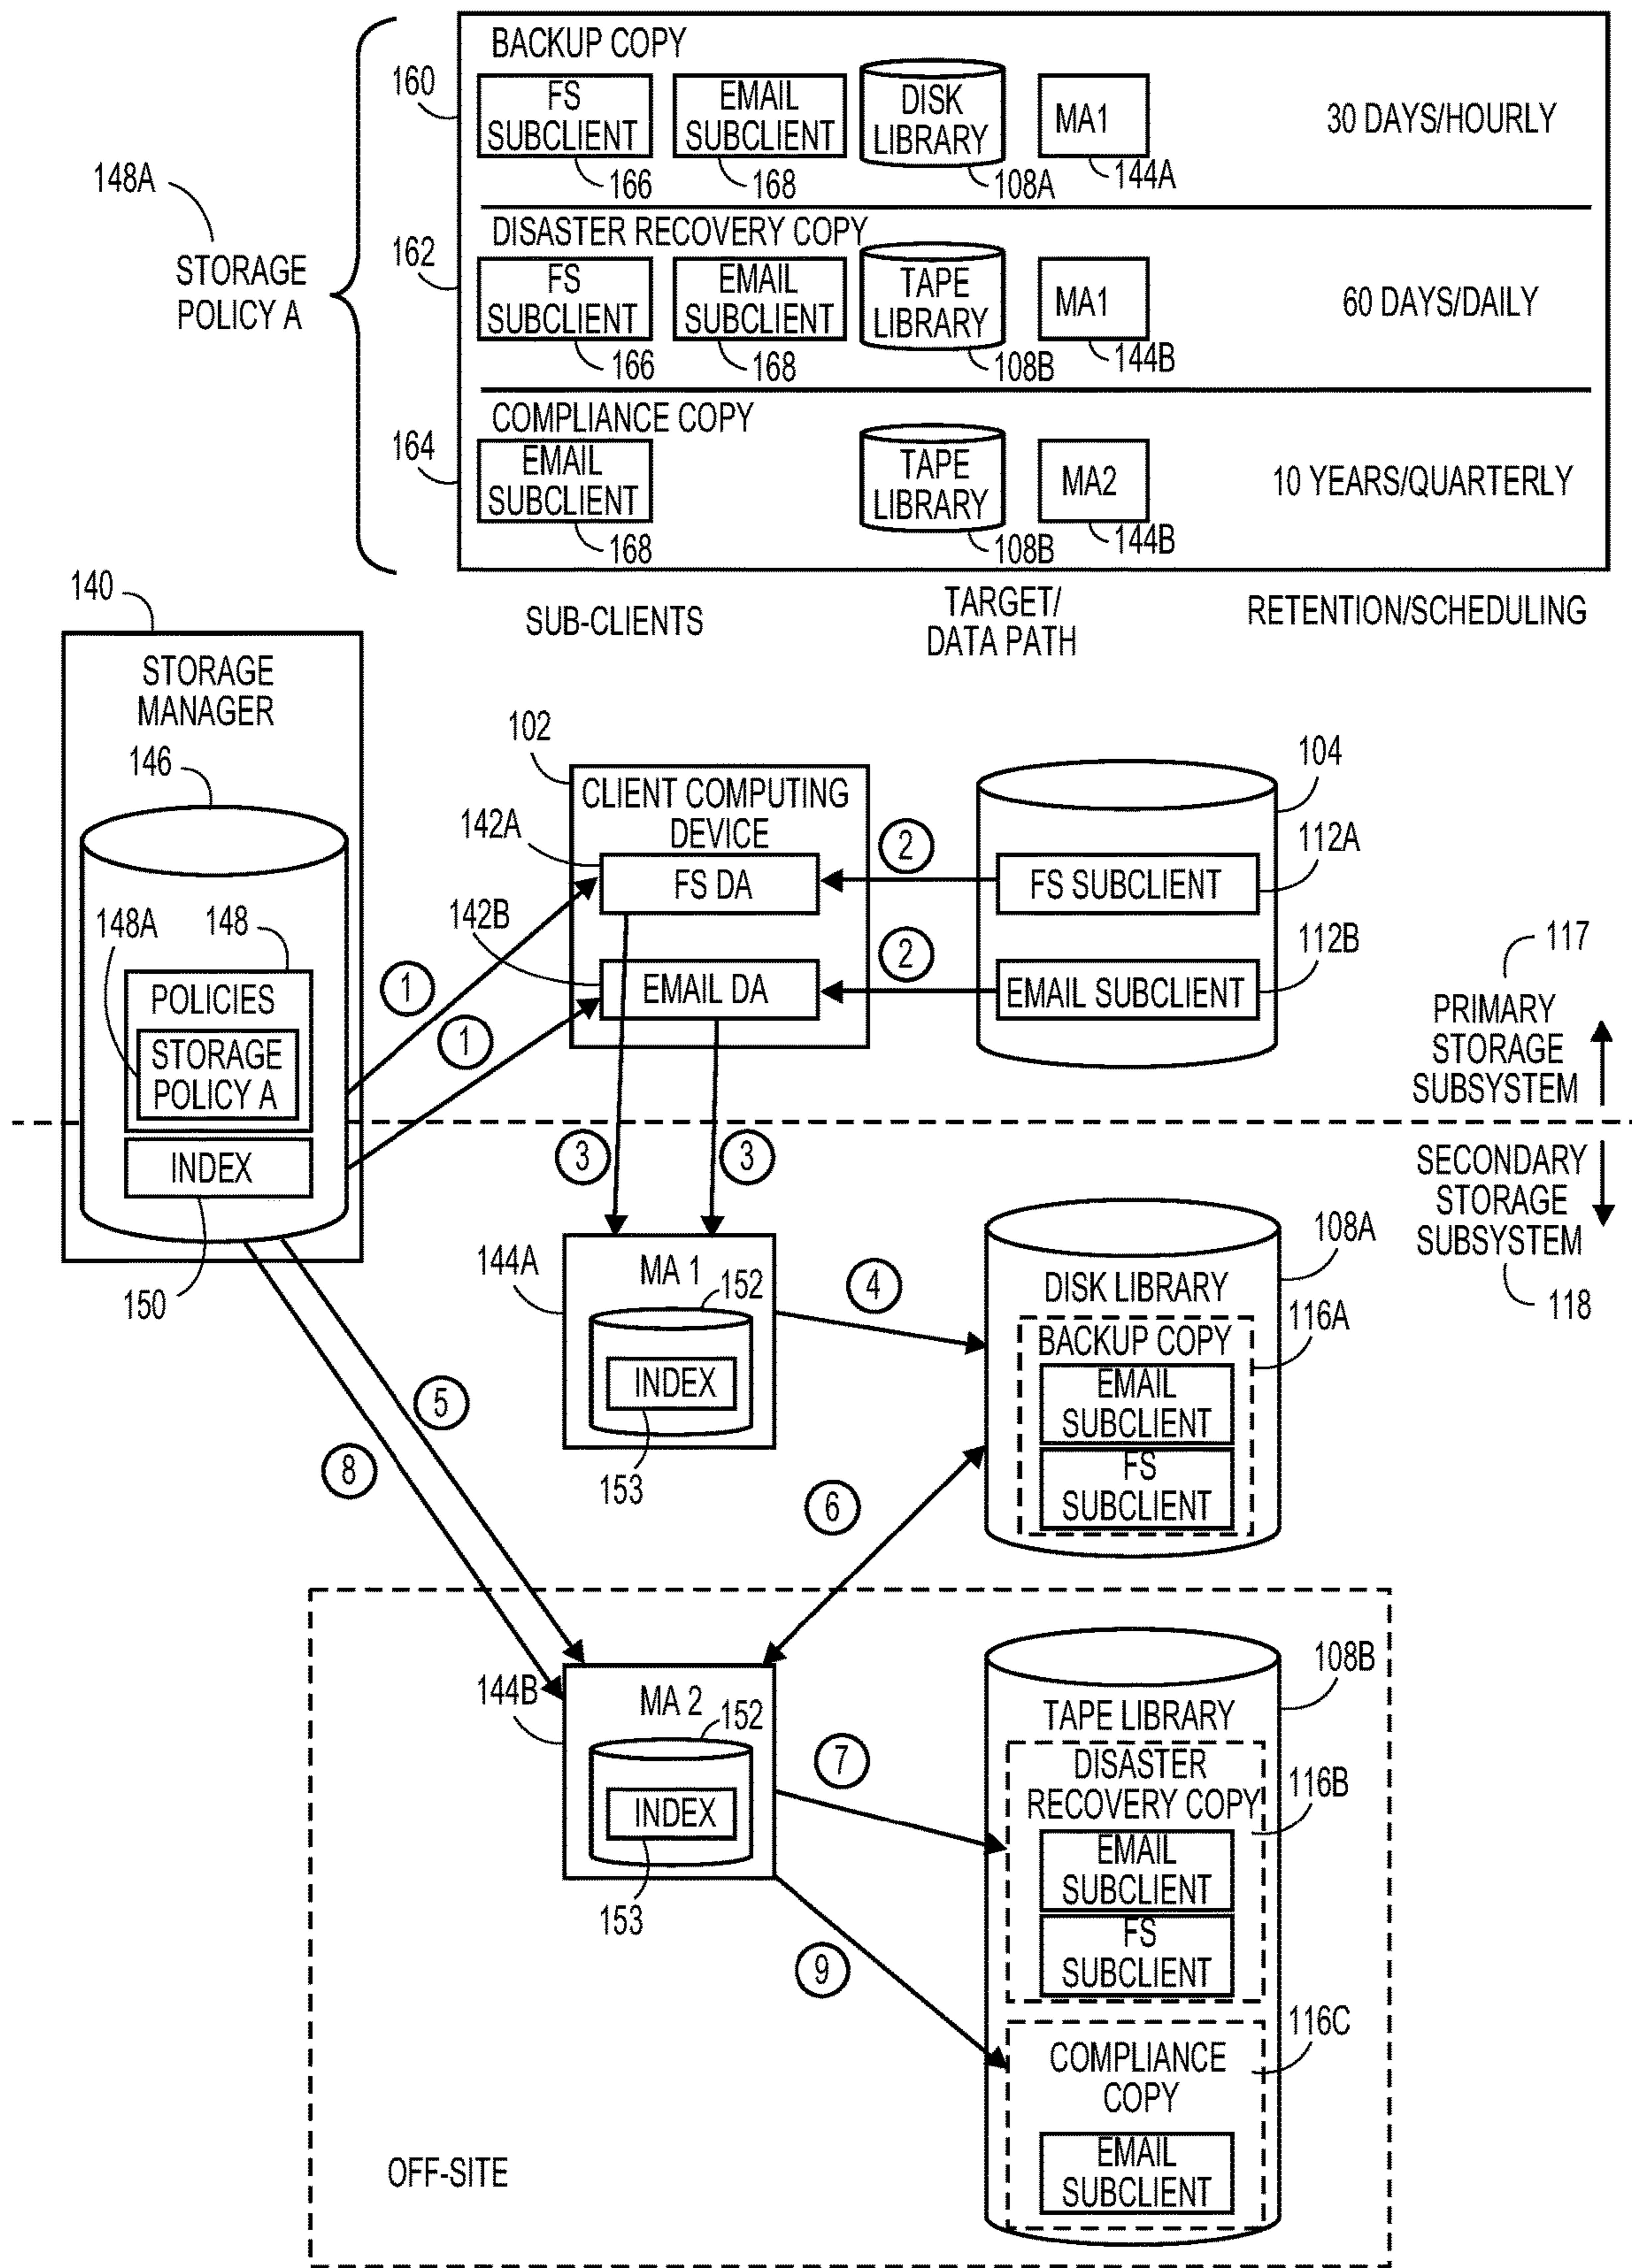 BACKUP COPY
160
FS
SUBCLIENT
166
EMAIL
SUBCLIENT
168
DISK
LIBRARY
108A
MA1
144A
30 DAYS/HOURLY
148A
STORAGE
POLICY A
DISASTER RECOVERY COPY
162
FS
SUBCLIENT
166
EMAIL
SUBCLIENT
168
TAPE
LIBRARY
108B
MA1
144B
60 DAYS/DAILY
COMPLIANCE COPY
164
EMAIL
SUBCLIENT
168
TAPE
LIBRARY
108B
MA2
144B
10 YEARS/QUARTERLY
SUB-CLIENTS
TARGET/
DATA PATH
RETENTION/SCHEDULING
140
STORAGE
MANAGER
146
148A
148
POLICIES
STORAGE
POLICY A
INDEX
150
1
1
102
CLIENT COMPUTING
DEVICE
142A
FS DA
142B
EMAIL DA
2
2
104
112A
FS SUBCLIENT
112B
EMAIL SUBCLIENT
117
PRIMARY
STORAGE
SUBSYSTEM
SECONDARY
STORAGE
SUBSYSTEM
118
3
3
144A
MA 1
152
INDEX
153
4
108A
DISK LIBRARY
116A
BACKUP COPY
EMAIL
SUBCLIENT
FS
SUBCLIENT
5
8
6
144B
MA 2
152
INDEX
153
7
9
108B
TAPE LIBRARY
DISASTER
RECOVERY COPY
116B
EMAIL
SUBCLIENT
FS
SUBCLIENT
116C
COMPLIANCE
COPY
EMAIL
SUBCLIENT
OFF-SITE